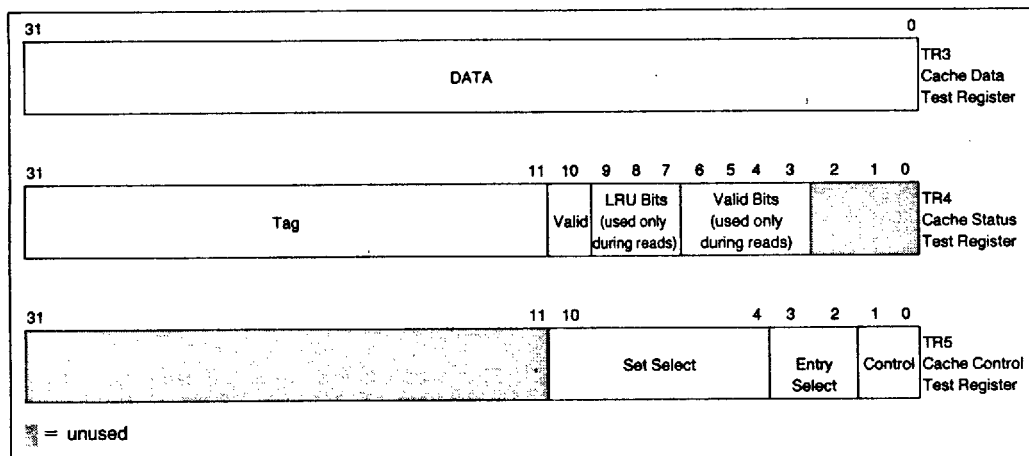 31 0
DATA
TR3
Cache Data
Test Register
31 11 10 9 8 7 6 5 4 3 2 1 0
Tag
Valid
LRU Bits
(used only
during reads)
Valid Bits
(used only
during reads)
TR4
Cache Status
Test Register
31 11 10 4 3 2 1 0
Set Select
Entry
Select
Control
TR5
Cache Control
Test Register
= unused